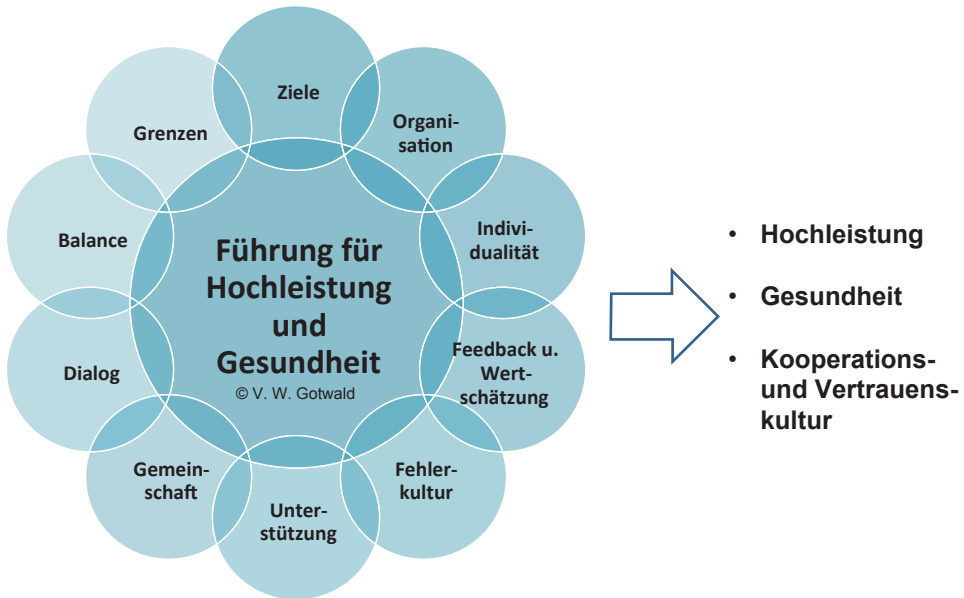 Ziele
Organi-
sation
Individ-
dualität
Feedback u.
Wert-
schätzung
Fehler-
kultur
Unter-
stützung
Gemein-
schaft
Dialog
Balance
Grenzen
Führung für
Hochleistung
und
Gesundheit
© V. W. Gotwald
• Hochleistung
• Gesundheit
• Kooperations-
und Vertrauens-
kultur